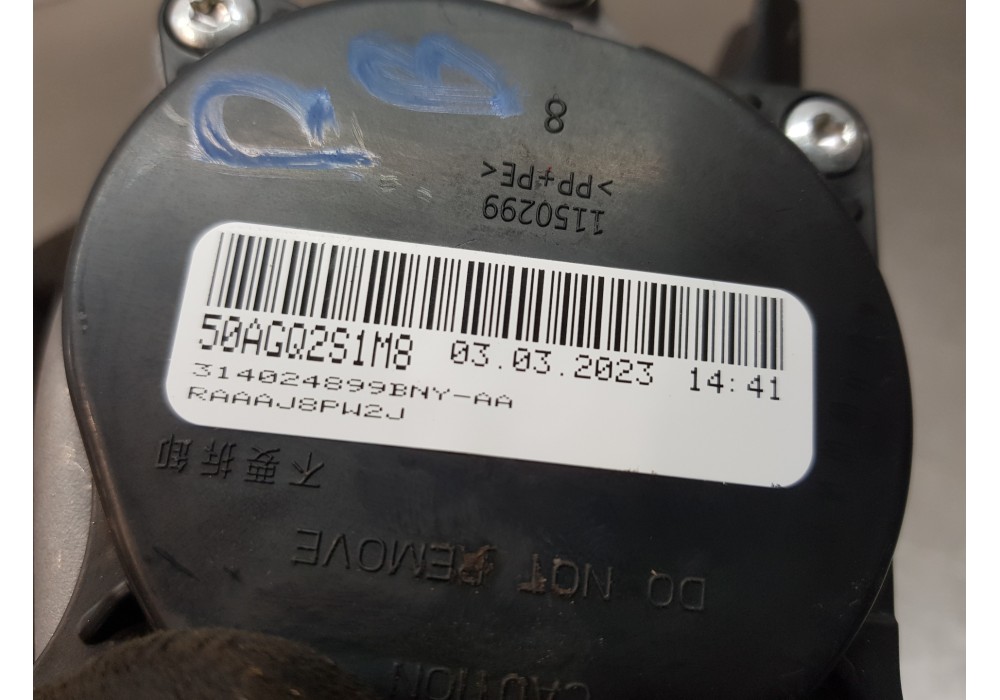 8
>PP+PE<
1150299
50AGQ2S1M8 03.03.2023 14:41
314024899BNY-AA
RAAAJ8PW2J
不要拆卸
DO NOT REMOVE
CAUTION